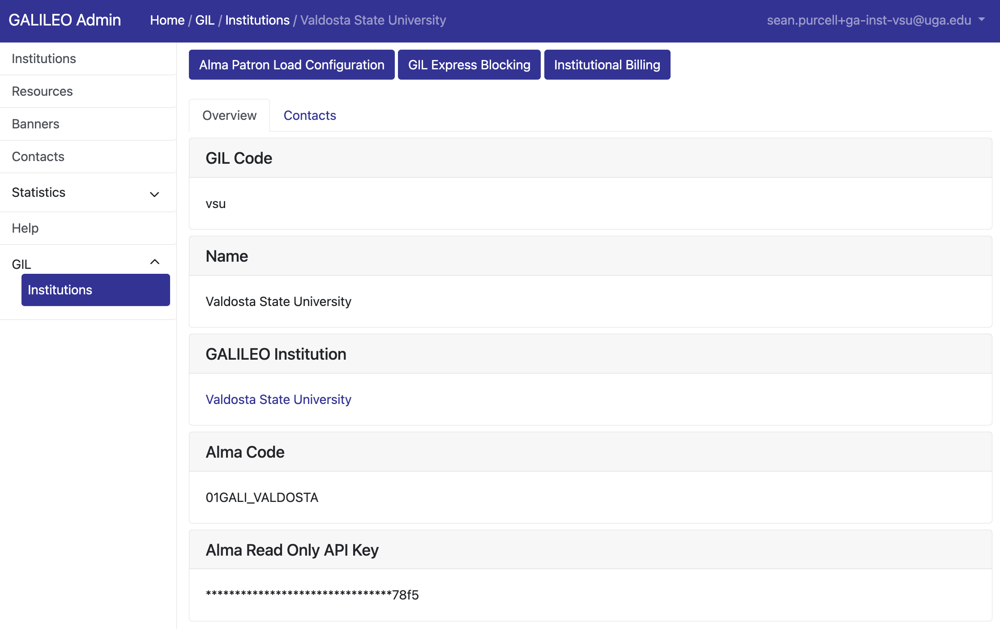 GALILEO Admin
Home / GIL / Institutions / Valdosta State University
sean.purcell+ga-inst-vsu@uga.edu
Institutions
Resources
Banners
Contacts
Statistics
Help
GIL
Institutions
Alma Patron Load Configuration
GIL Express Blocking
Institutional Billing
Overview
Contacts
GIL Code
vsu
Name
Valdosta State University
GALILEO Institution
Valdosta State University
Alma Code
01GALI_VALDOSTA
Alma Read Only API Key
********************************78f5